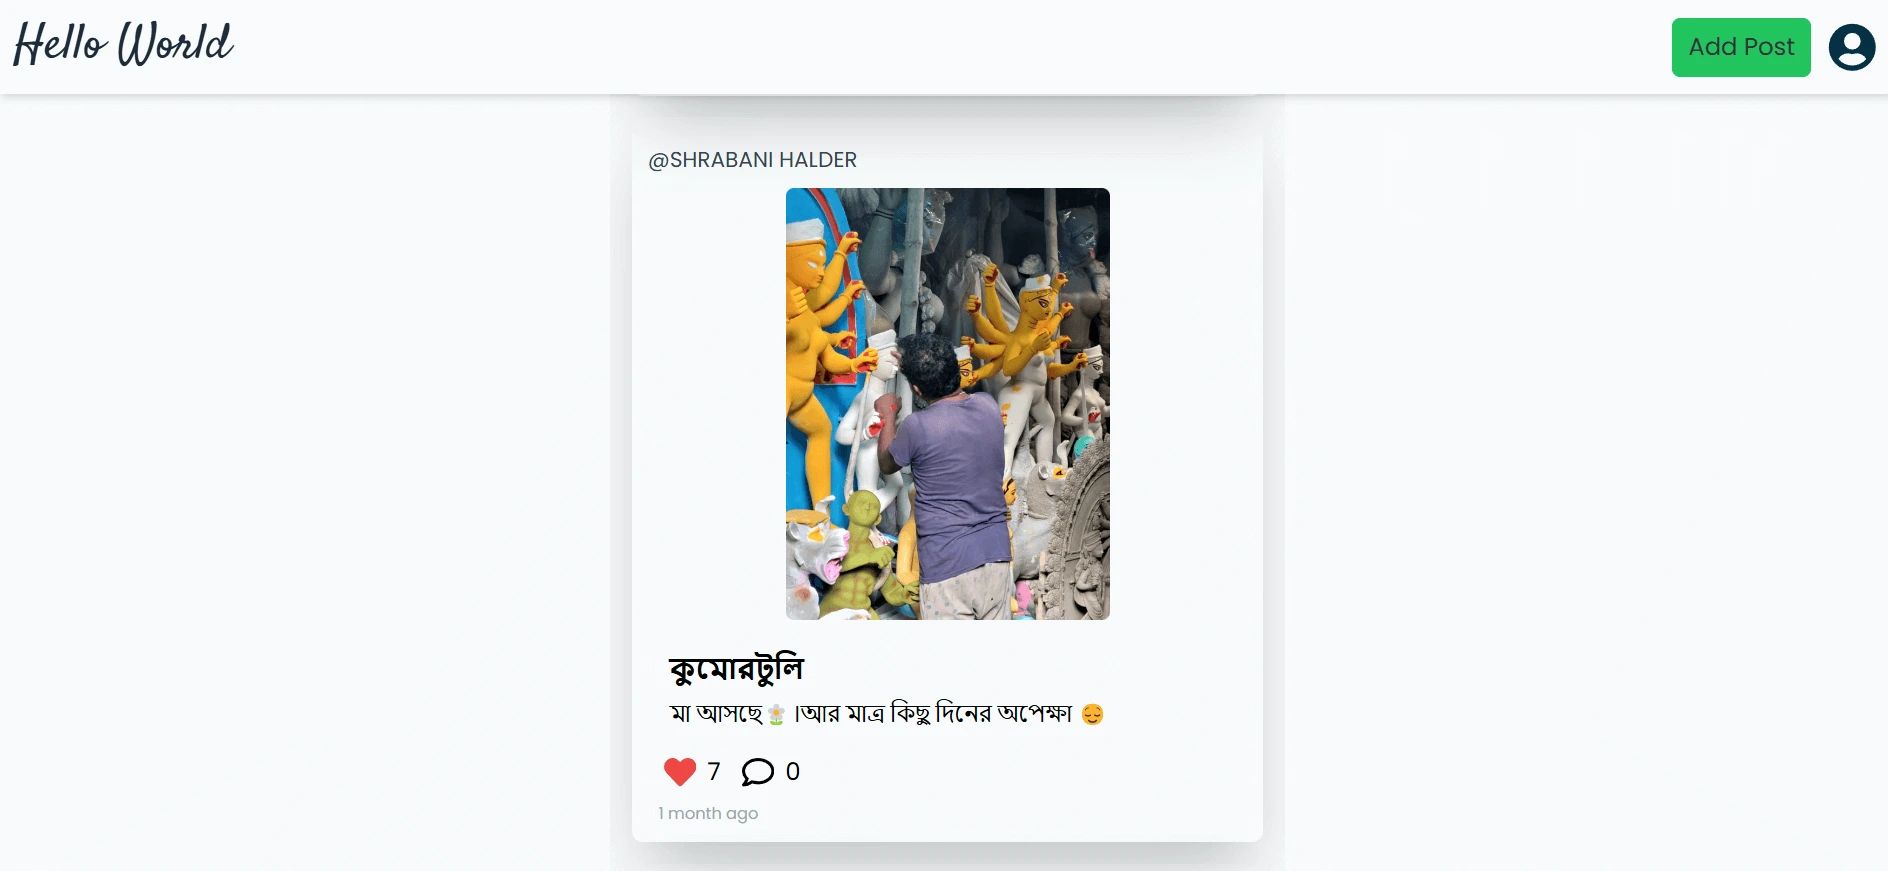 Hello World
Add Post
@SHRABANI HALDER
কুমোরটুলি
মা আসছে🌼 ।আর মাত্র কিছু দিনের অপেক্ষা 😌
7 0
1 month ago